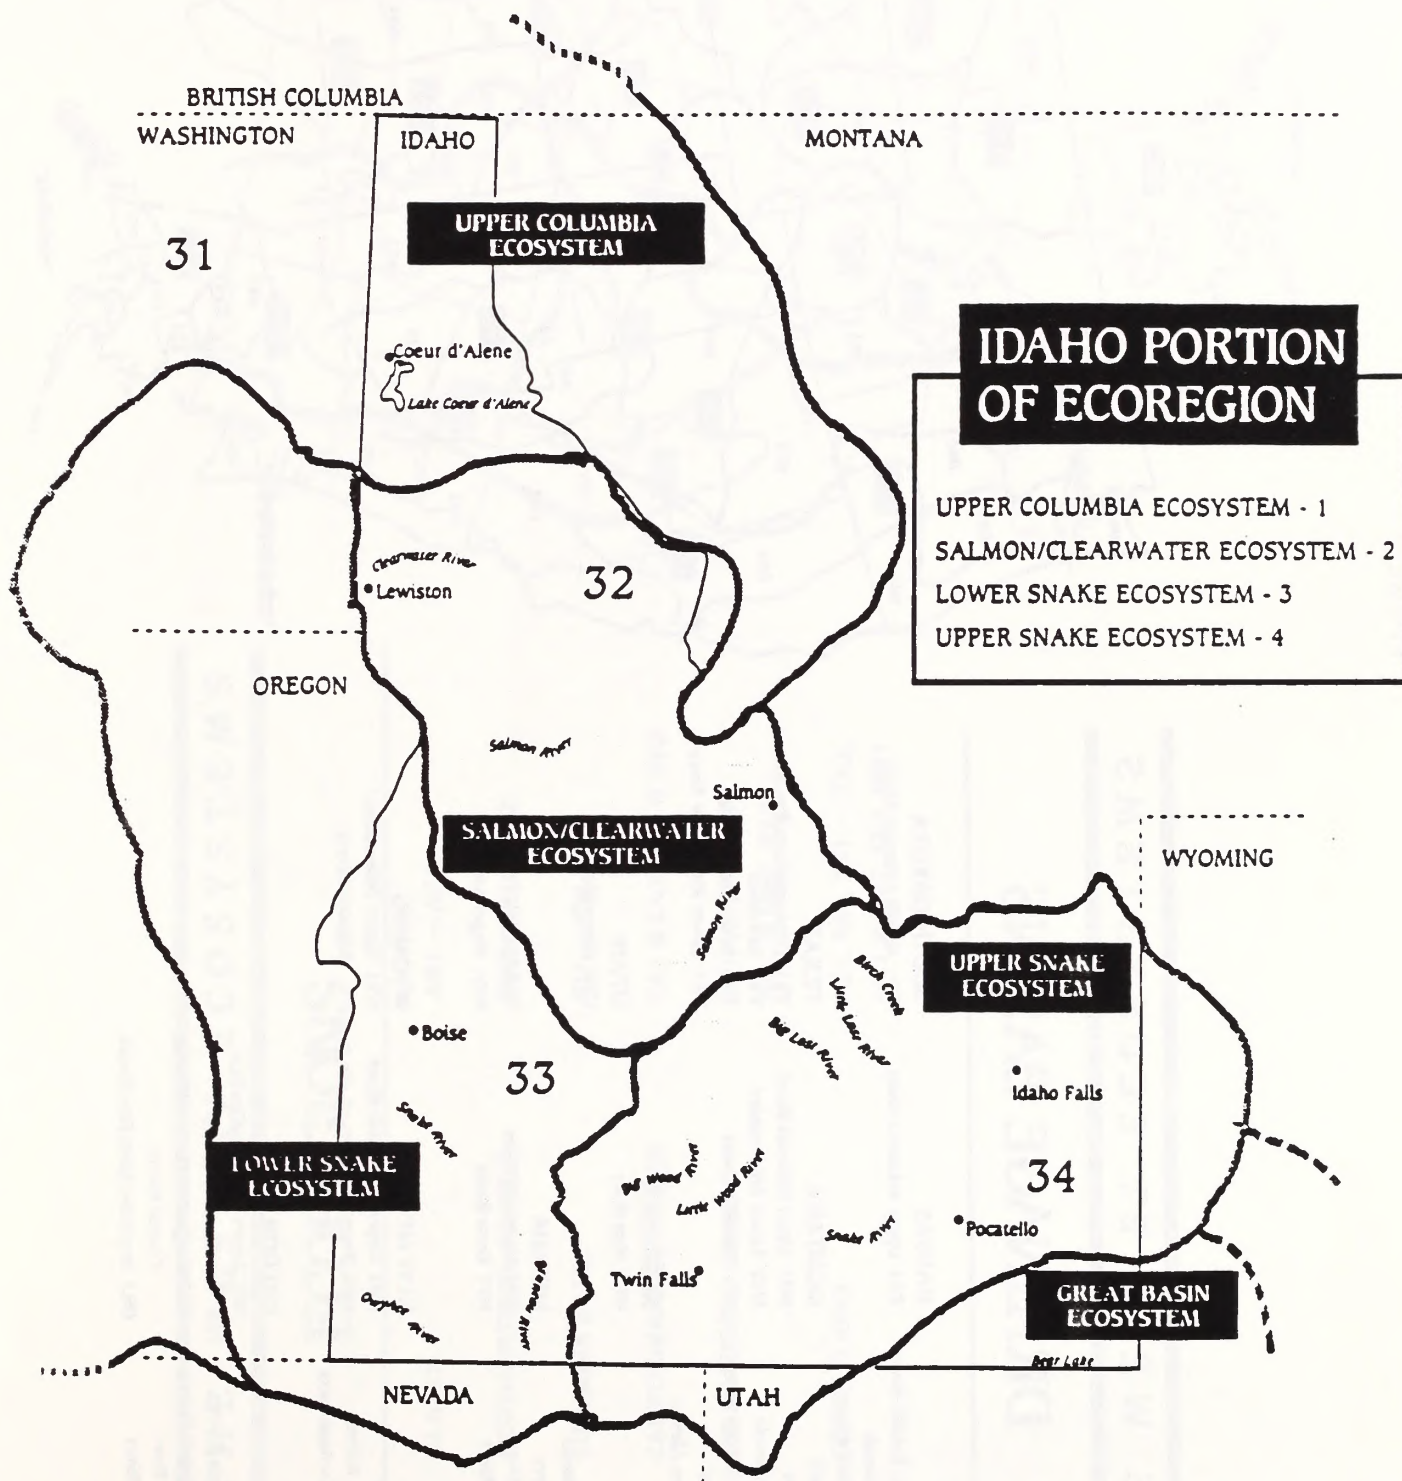 BRITISH COLUMBIA
WASHINGTON
IDAHO
MONTANA
UPPER COLUMBIA
ECOSYSTEM
31
Coeur d'Alene
Lake Coeur d'Alene
IDAHO PORTION
OF ECOREGION
UPPER COLUMBIA ECOSYSTEM - 1
SALMON/CLEARWATER ECOSYSTEM - 2
LOWER SNAKE ECOSYSTEM - 3
UPPER SNAKE ECOSYSTEM - 4
Clearwater River
Lewiston
32
OREGON
Salmon River
Salmon
SALMON/CLEARWATER
ECOSYSTEM
WYOMING
Salmon River
UPPER SNAKE
ECOSYSTEM
Birch Creek
Little Lost River
Big Lost River
Boise
33
Idaho Falls
Snake River
LOWER SNAKE
ECOSYSTEM
Big Wood River
Little Wood River
34
Snake River
Pocatello
Twin Falls
Bruneau River
Owyhee River
GREAT BASIN
ECOSYSTEM
Bear Lake
NEVADA
UTAH